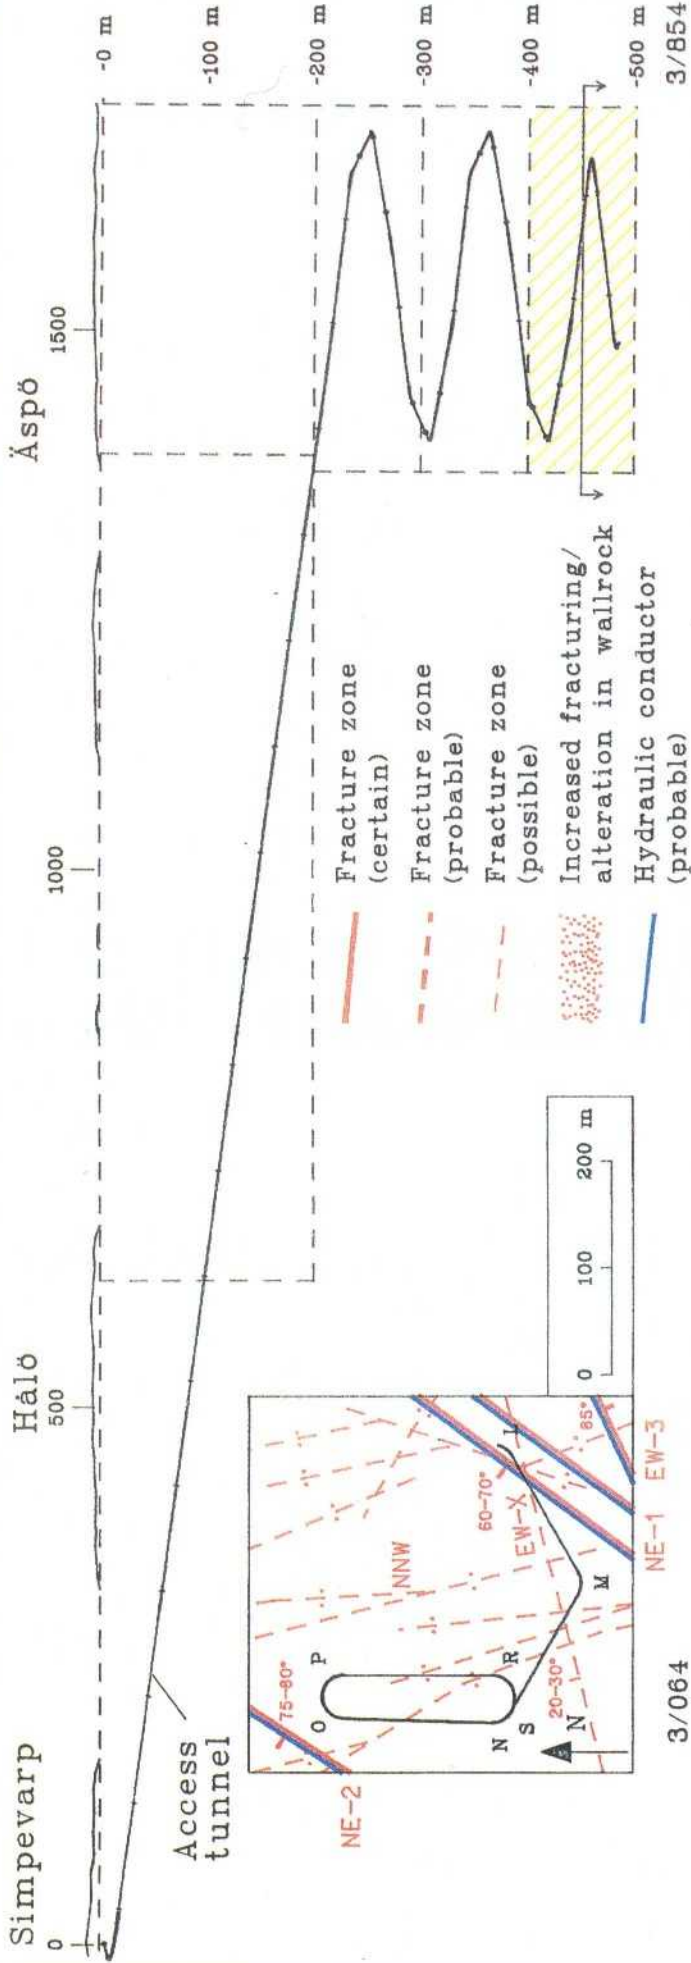 Simpevarp
Hålö
Äspö
0
500
1000
1500
-0 m
-100 m
-200 m
-300 m
-400 m
-500 m
Access
tunnel
Fracture zone
(certain)
Fracture zone
(probable)
Fracture zone
(possible)
Increased fracturing/
alteration in wallrock
Hydraulic conductor
(probable)
NE-2
75-80°
O
P
NNW
N
S
R
20-30°
N
M
EW-X
60-70°
L
85°
NE-1
EW-3
0
100
200 m
3/064
3/854